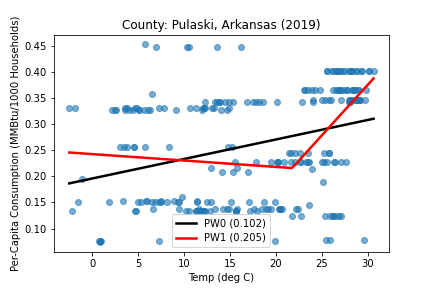 County: Pulaski, Arkansas (2019)
Per-Capita Consumption (MMBtu/1000 Households)
0.45
0.40
0.35
0.30
0.25
0.20
0.15
0.10
PW0 (0.102)
PW1 (0.205)
0 5 10 15 20 25 30
Temp (deg C)